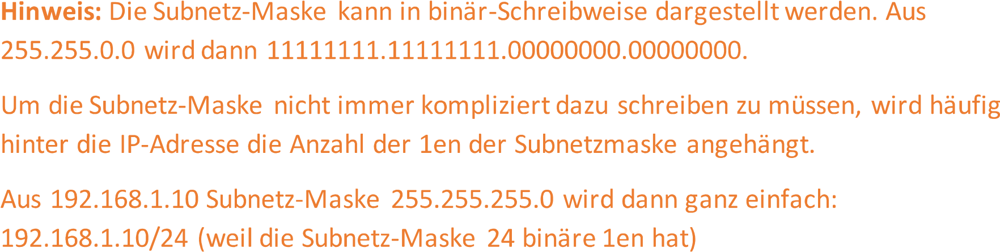 Hinweis: Die Subnetz-Maske kann in binär-Schreibweise dargestellt werden. Aus
255.255.0.0 wird dann 11111111.11111111.00000000.00000000.
Um die Subnetz-Maske nicht immer kompliziert dazu schreiben zu müssen, wird häufig
hinter die IP-Adresse die Anzahl der 1en der Subnetzmaske angehängt.
Aus 192.168.1.10 Subnetz-Maske 255.255.255.0 wird dann ganz einfach:
192.168.1.10/24 (weil die Subnetz-Maske 24 binäre 1en hat)